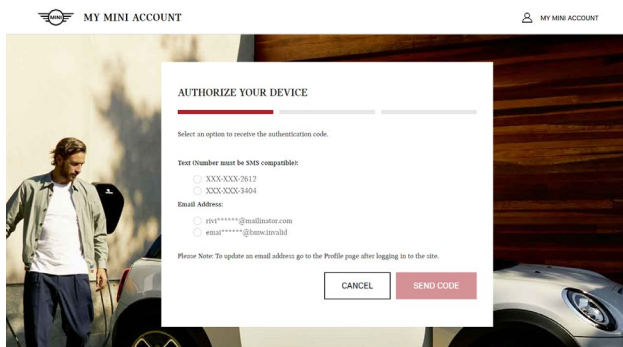 MINI
MY MINI ACCOUNT
MY MINI ACCOUNT
AUTHORIZE YOUR DEVICE
Select an option to receive the authentication code.
Text (Number must be SMS compatible):
XXX-XXX-2612
XXX-XXX-3404
Email Address:
rivi******@mailinator.com
emai******@bmw.invalid
Please Note: To update an email address go to the Profile page after logging in to the site.
CANCEL
SEND CODE